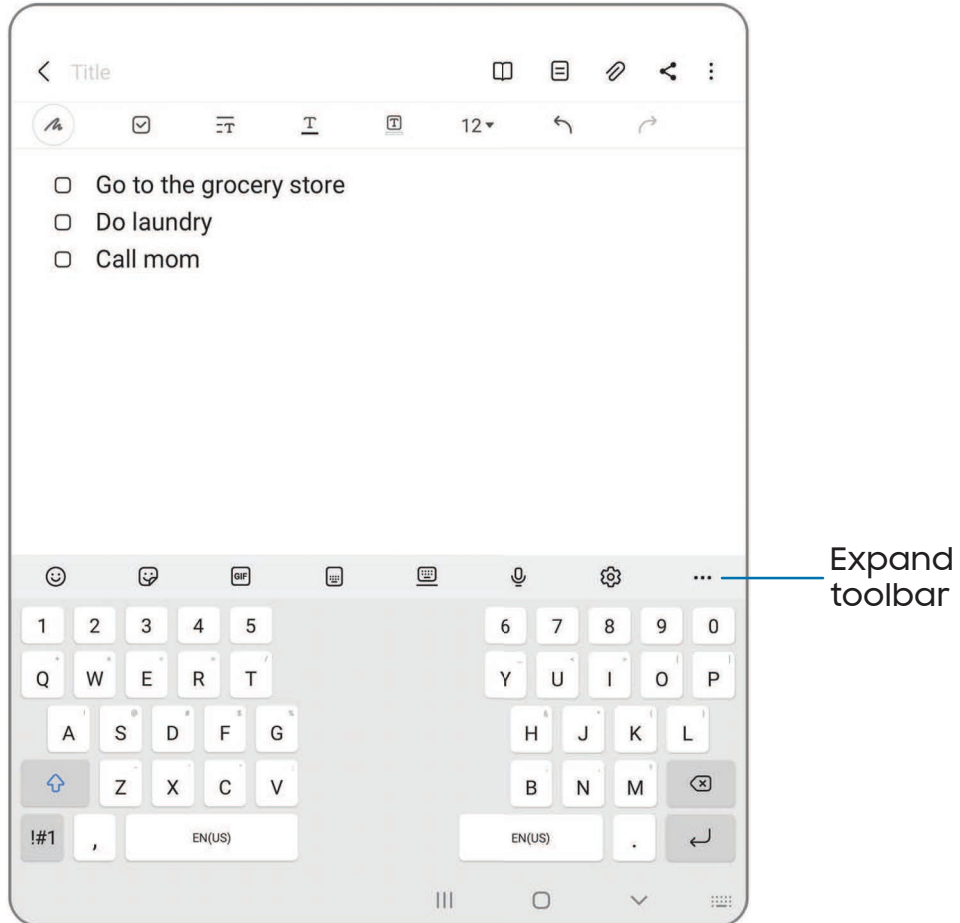 Title
12
Go to the grocery store
Do laundry
Call mom
GIF
Expand
toolbar
1 2 3 4 5 6 7 8 9 0
Q W E R T Y U I O P
A S D F G H J K L
Z X C V B N M
!#1 , EN(US) EN(US) .